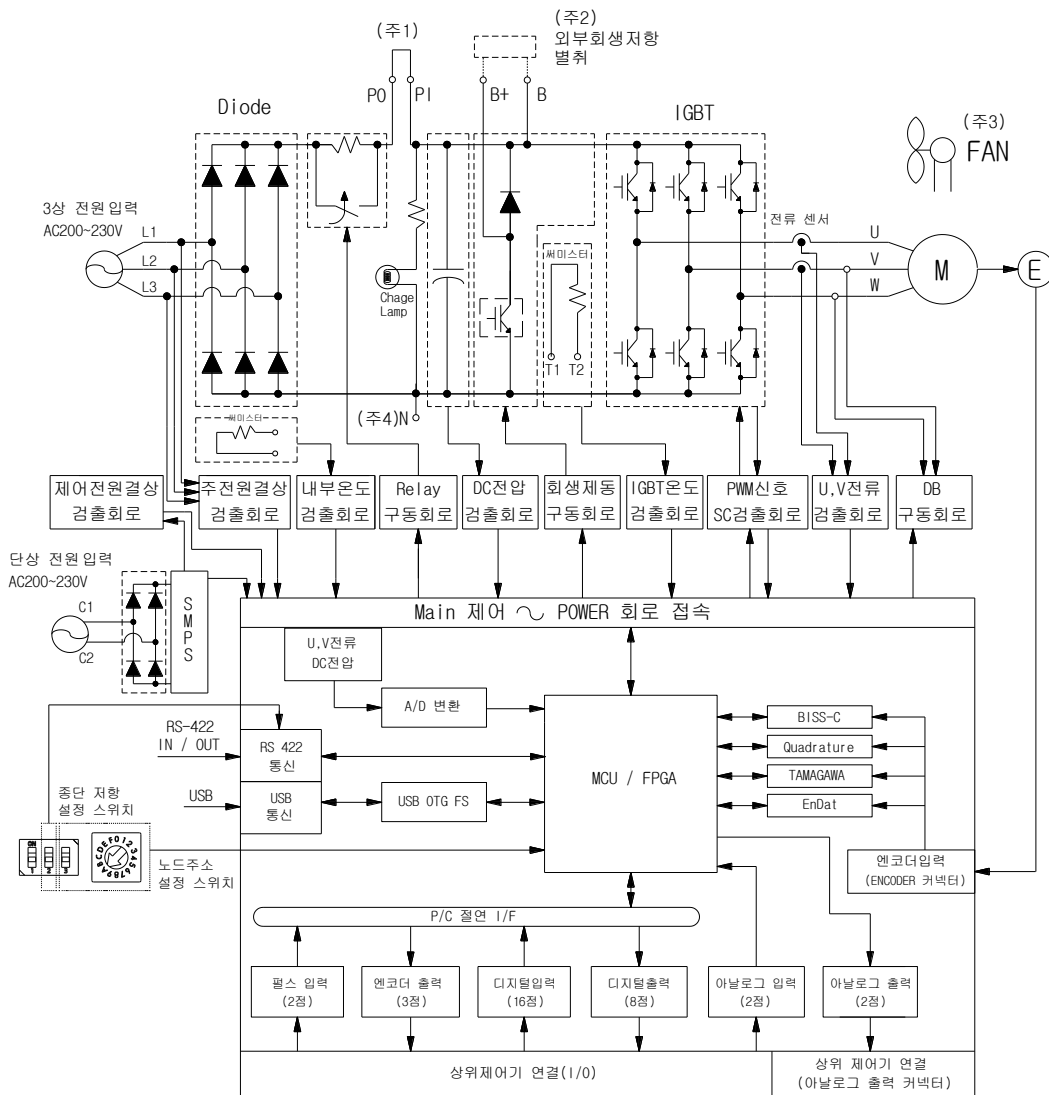 (주1)
(주2)
외부회생저항
별취
P0
PI
B+
B
Diode
IGBT
(주3)
FAN
3상 전원입력
AC200~230V
L1
L2
L3
Chage
Lamp
써미스터
T1
T2
전류 센서
U
V
W
M
E
(주4)N
써미스터
제어전원결상
검출회로
주전원결상
검출회로
내부온도
검출회로
Relay
구동회로
DC전압
검출회로
회생제동
구동회로
IGBT온도
검출회로
PWM신호
SC검출회로
U,V전류
검출회로
DB
구동회로
단상 전원입력
AC200~230V
C1
C2
SMPS
Main 제어 ~ POWER 회로 접속
U,V전류
DC전압
A/D 변환
RS-422
IN / OUT
RS 422
통신
USB
USB
통신
USB OTG FS
MCU / FPGA
BISS-C
Quadrature
TAMAGAWA
EnDat
종단 저항
설정 스위치
ON
1 2 3
0123456789ABCDEF
노드주소
설정 스위치
엔코더입력
(ENCODER 커넥터)
P/C 절연 I/F
펄스 입력
(2점)
엔코더 출력
(3점)
디지털입력
(16점)
디지털출력
(8점)
아날로그 입력
(2점)
아날로그 출력
(2점)
상위제어기 연결(I/O)
상위 제어기 연결
(아날로그 출력 커넥터)